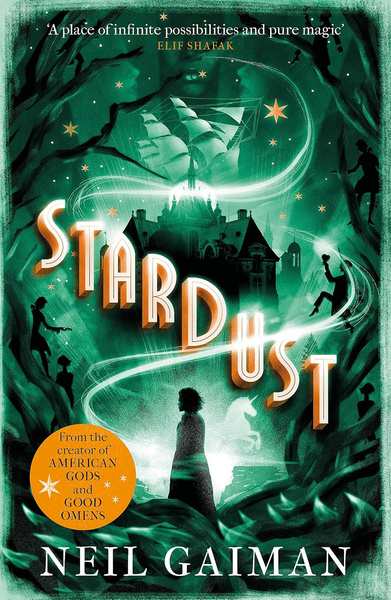 ‘A place of infinite possibilities and pure magic’
ELIF SHAFAK
STARDUST
From the
creator of
AMERICAN
GODS
and
GOOD
OMENS
NEIL GAIMAN